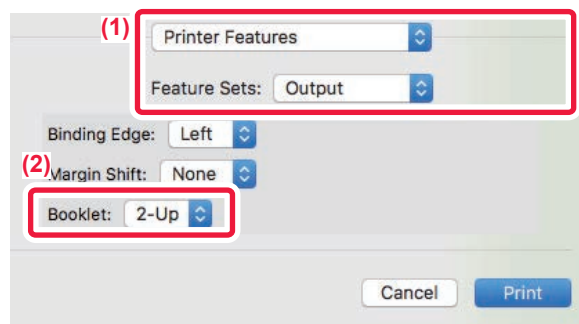 (1)
Printer Features
Feature Sets: Output
Binding Edge: Left
(2)
Margin Shift: None
Booklet: 2-Up
Cancel Print